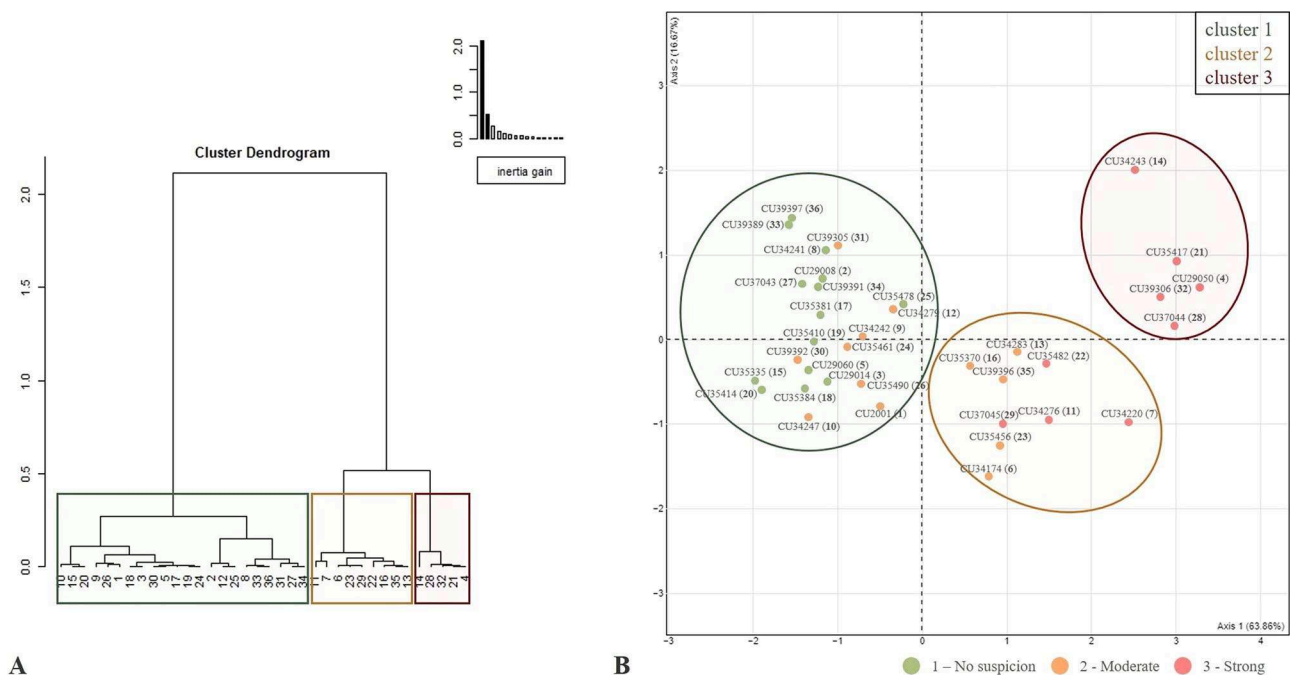 2.0
1.0
0.0
inertia gain
Cluster Dendrogram
2.0
1.5
1.0
0.5
0.0
10 15 20 9 26 1 18 3 30 5 17 19 24 2 12 25 8 33 36 31 27 34 11 7 6 23 29 22 16 35 13 14 28 32 21 4
A
Axis 2 (16.67%)
cluster 1
cluster 2
cluster 3
3
2
1
0
-1
-2
-3
CU34243 (14)
CU39397 (36)
CU39389 (33)
CU39305 (31)
CU34241 (8)
CU35417 (21)
CU29008 (2)
CU37043 (27)
CU39391 (34)
CU29050 (4)
CU39306 (32)
CU35478 (25)
CU35381 (17)
CU34279 (12)
CU37044 (28)
CU35410 (19)
CU34242 (9)
CU35461 (24)
CU39392 (30)
CU34283 (13)
CU35370 (16)
CU35482 (22)
CU29060 (5)
CU39396 (35)
CU35335 (15)
CU29014 (3)
CU35490 (26)
CU35414 (20)
CU35384 (18)
CU2001 (1)
CU34247 (10)
CU37045 (29)
CU34276 (11)
CU34220 (7)
CU35456 (23)
CU34174 (6)
Axis 1 (63.86%)
-3 -2 -1 0 1 2 3 4
B
1 – No suspicion
2 - Moderate
3 - Strong